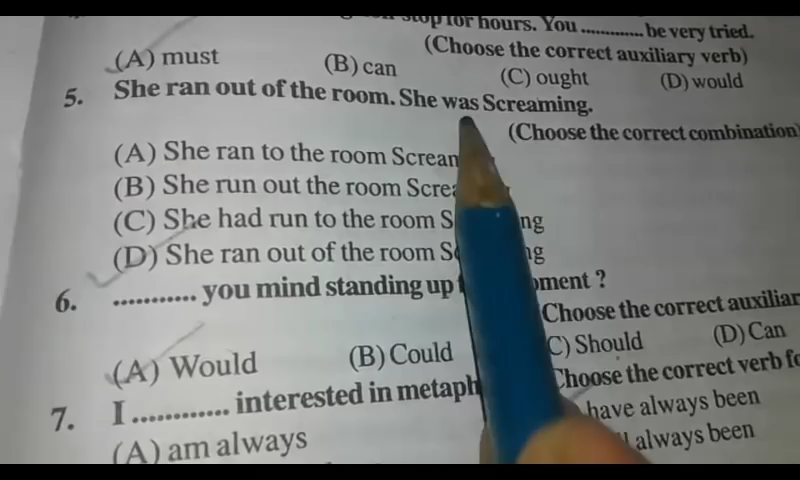 stop for hours. You ............. be very tried.
(Choose the correct auxiliary verb)
(A) must (B) can (C) ought (D) would
5. She ran out of the room. She was Screaming.
(Choose the correct combination)
(A) She ran to the room
(B) She run out the room
(C) She had run to the room
(D) She ran out of the room
6. ........... you mind standing up ?
Choose the correct auxiliar
(A) Would (B) Could C) Should (D) Can
7. I ............ interested in metaph
Choose the correct verb fo
(A) am always have always been
always been